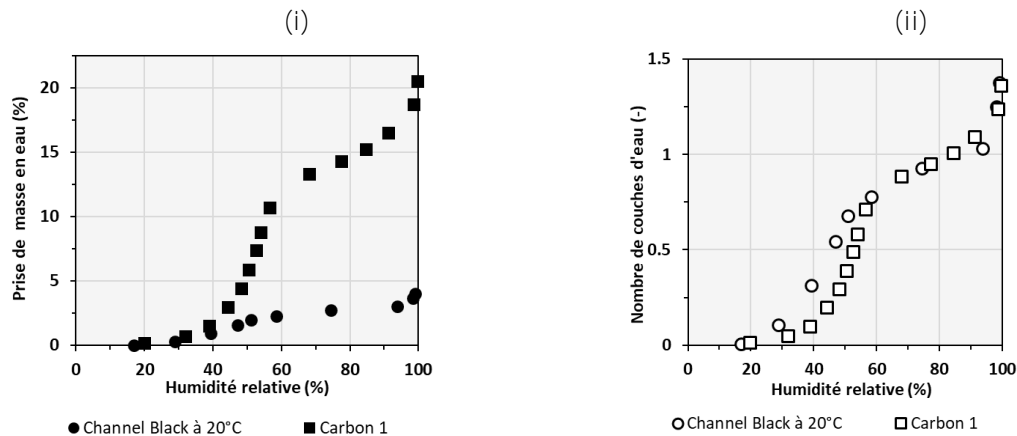 (i)
Prise de masse en eau (%)
20
15
10
5
0
0 20 40 60 80 100
Humidité relative (%)
Channel Black à 20°C Carbon 1
(ii)
Nombre de couches d'eau (-)
1.5
1
0.5
0
0 20 40 60 80 100
Humidité relative (%)
Channel Black à 20°C Carbon 1